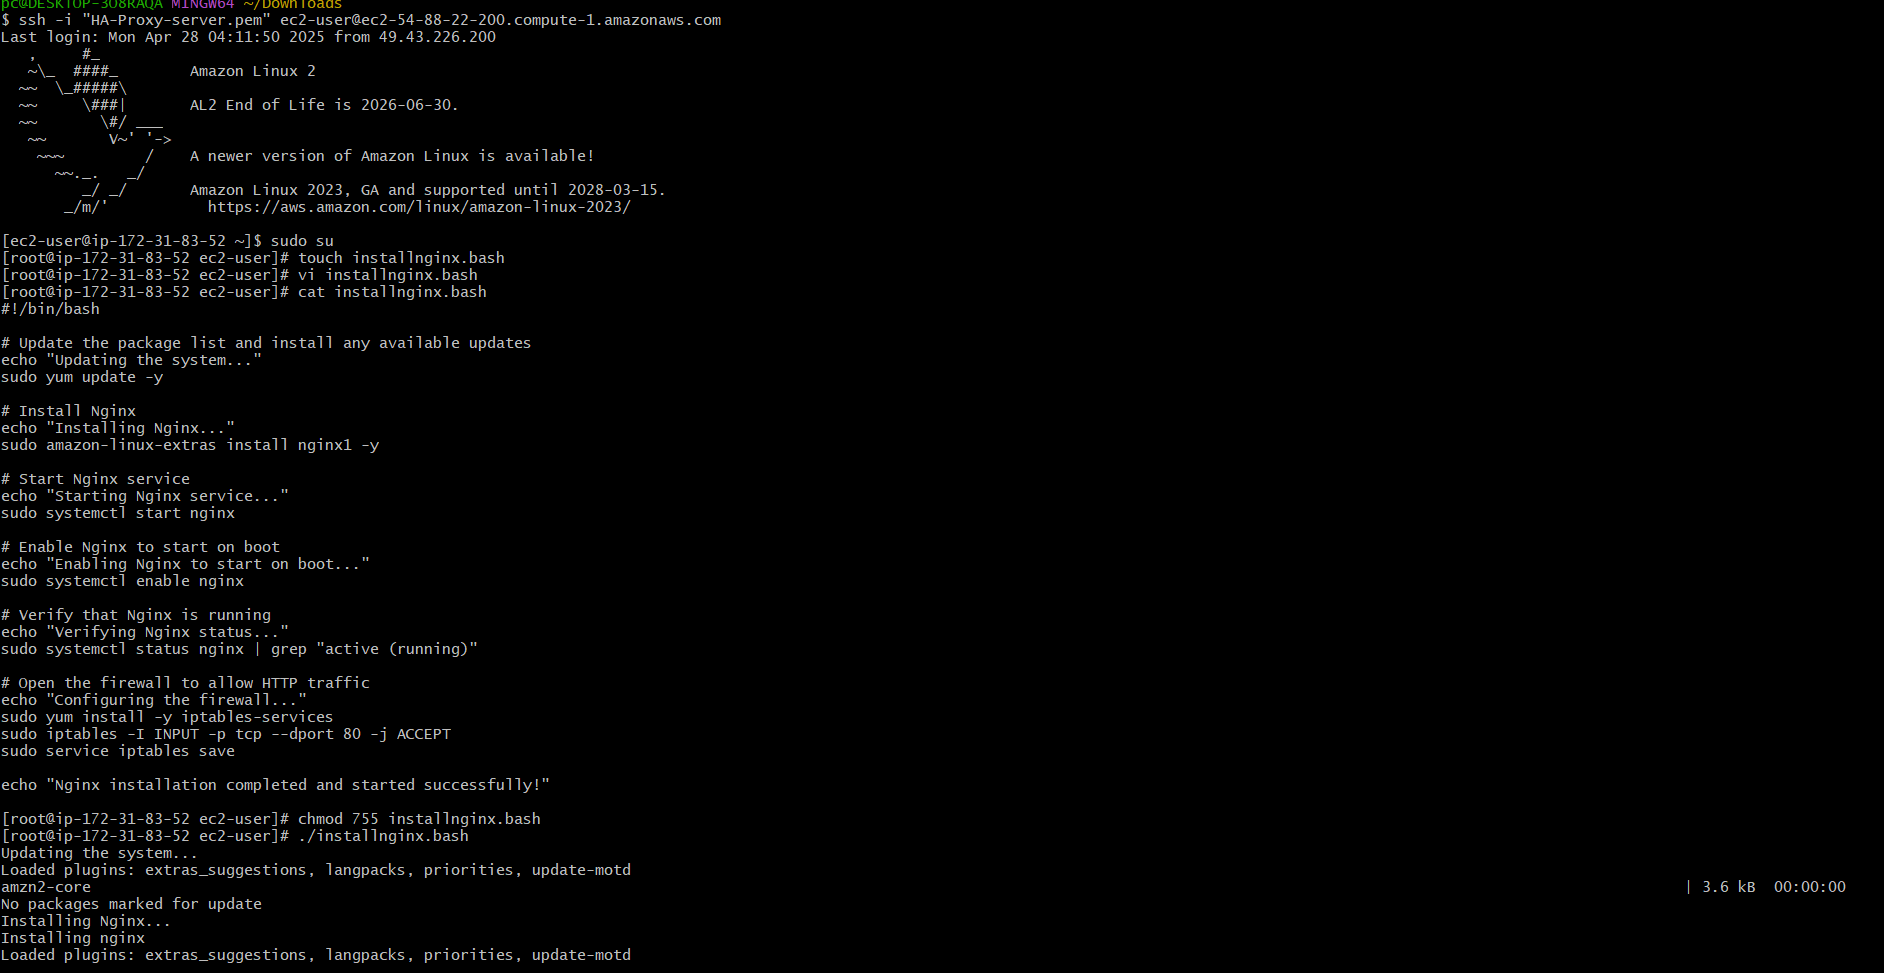 pc@DESKTOP-3O8RAQA MINGW64 ~/Downloads
$ ssh -i "HA-Proxy-server.pem" ec2-user@ec2-54-88-22-200.compute-1.amazonaws.com
Last login: Mon Apr 28 04:11:50 2025 from 49.43.226.200
   ,     #_
   ~\_  ####_        Amazon Linux 2
  ~~  \_#####\
  ~~     \###|       AL2 End of Life is 2026-06-30.
  ~~       \#/ ___
   ~~       V~' '->
    ~~~         /    A newer version of Amazon Linux is available!
      ~~._.   _/
         _/ _/       Amazon Linux 2023, GA and supported until 2028-03-15.
       _/m/'           https://aws.amazon.com/linux/amazon-linux-2023/
[ec2-user@ip-172-31-83-52 ~]$ sudo su
[root@ip-172-31-83-52 ec2-user]# touch installnginx.bash
[root@ip-172-31-83-52 ec2-user]# vi installnginx.bash
[root@ip-172-31-83-52 ec2-user]# cat installnginx.bash
#!/bin/bash
# Update the package list and install any available updates
echo "Updating the system..."
sudo yum update -y
# Install Nginx
echo "Installing Nginx..."
sudo amazon-linux-extras install nginx1 -y
# Start Nginx service
echo "Starting Nginx service..."
sudo systemctl start nginx
# Enable Nginx to start on boot
echo "Enabling Nginx to start on boot..."
sudo systemctl enable nginx
# Verify that Nginx is running
echo "Verifying Nginx status..."
sudo systemctl status nginx | grep "active (running)"
# Open the firewall to allow HTTP traffic
echo "Configuring the firewall..."
sudo yum install -y iptables-services
sudo iptables -I INPUT -p tcp --dport 80 -j ACCEPT
sudo service iptables save
echo "Nginx installation completed and started successfully!"
[root@ip-172-31-83-52 ec2-user]# chmod 755 installnginx.bash
[root@ip-172-31-83-52 ec2-user]# ./installnginx.bash
Updating the system...
Loaded plugins: extras_suggestions, langpacks, priorities, update-motd
amzn2-core | 3.6 kB  00:00:00
No packages marked for update
Installing Nginx...
Installing nginx
Loaded plugins: extras_suggestions, langpacks, priorities, update-motd